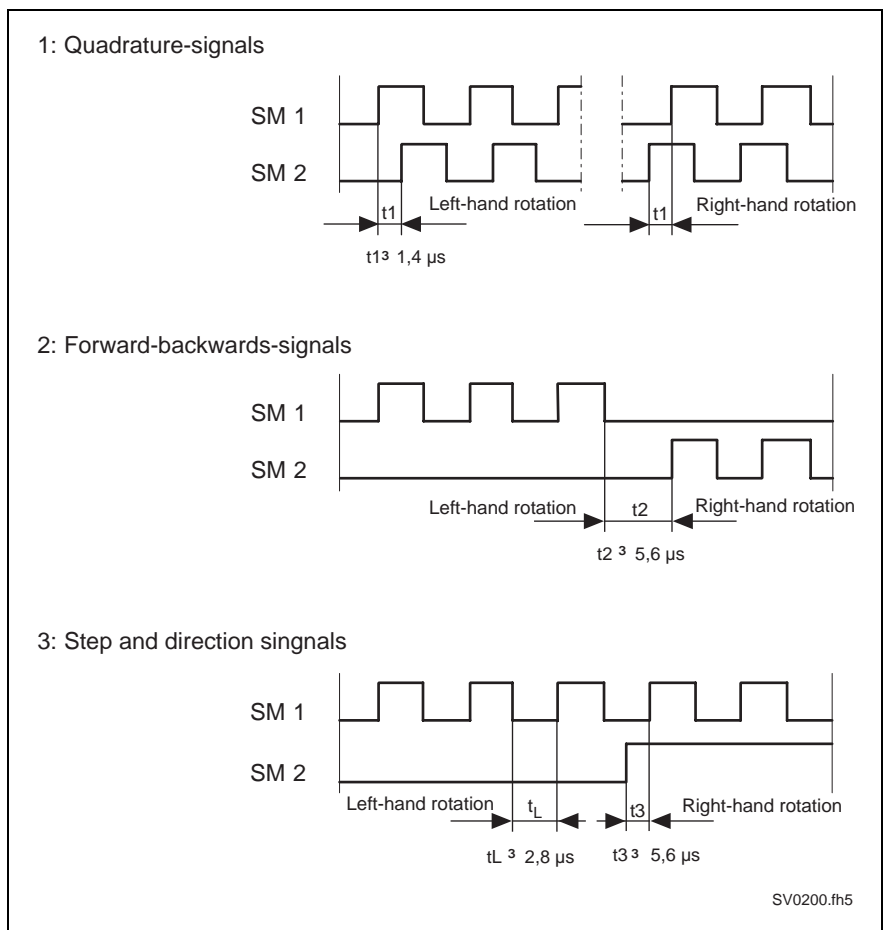 1: Quadrature-signals
SM 1
SM 2
t1 Left-hand rotation t1 Right-hand rotation
t1³ 1,4 µs
2: Forward-backwards-signals
SM 1
SM 2
Left-hand rotation t2 Right-hand rotation
t2 ³ 5,6 µs
3: Step and direction singnals
SM 1
SM 2
Left-hand rotation tL t3 Right-hand rotation
tL ³ 2,8 µs t3 ³ 5,6 µs
SV0200.fh5